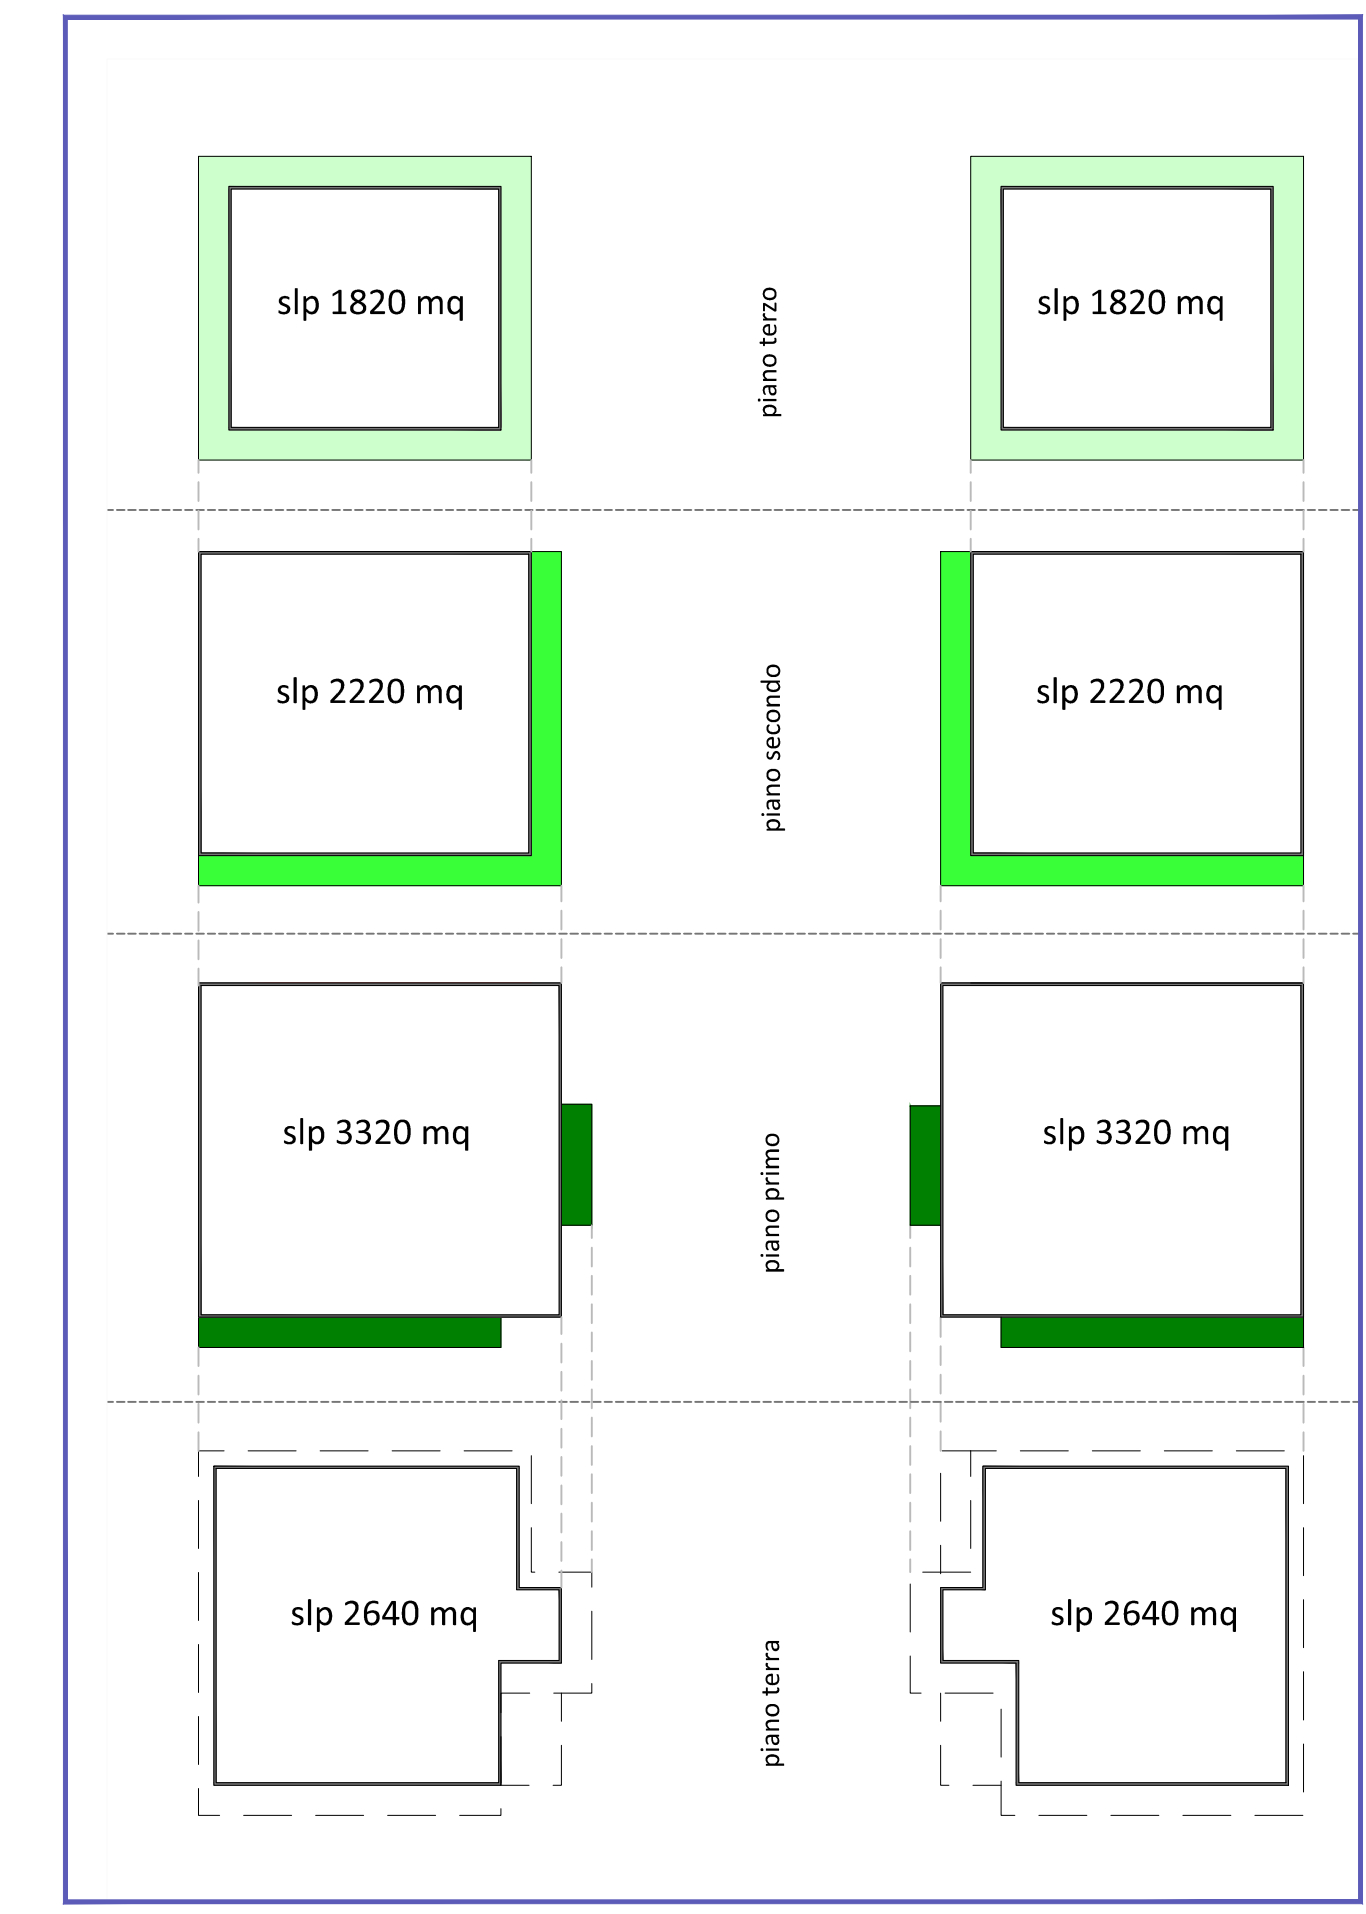 slp 1820 mq
piano terzo
slp 1820 mq
slp 2220 mq
piano secondo
slp 2220 mq
slp 3320 mq
piano primo
slp 3320 mq
slp 2640 mq
piano terra
slp 2640 mq